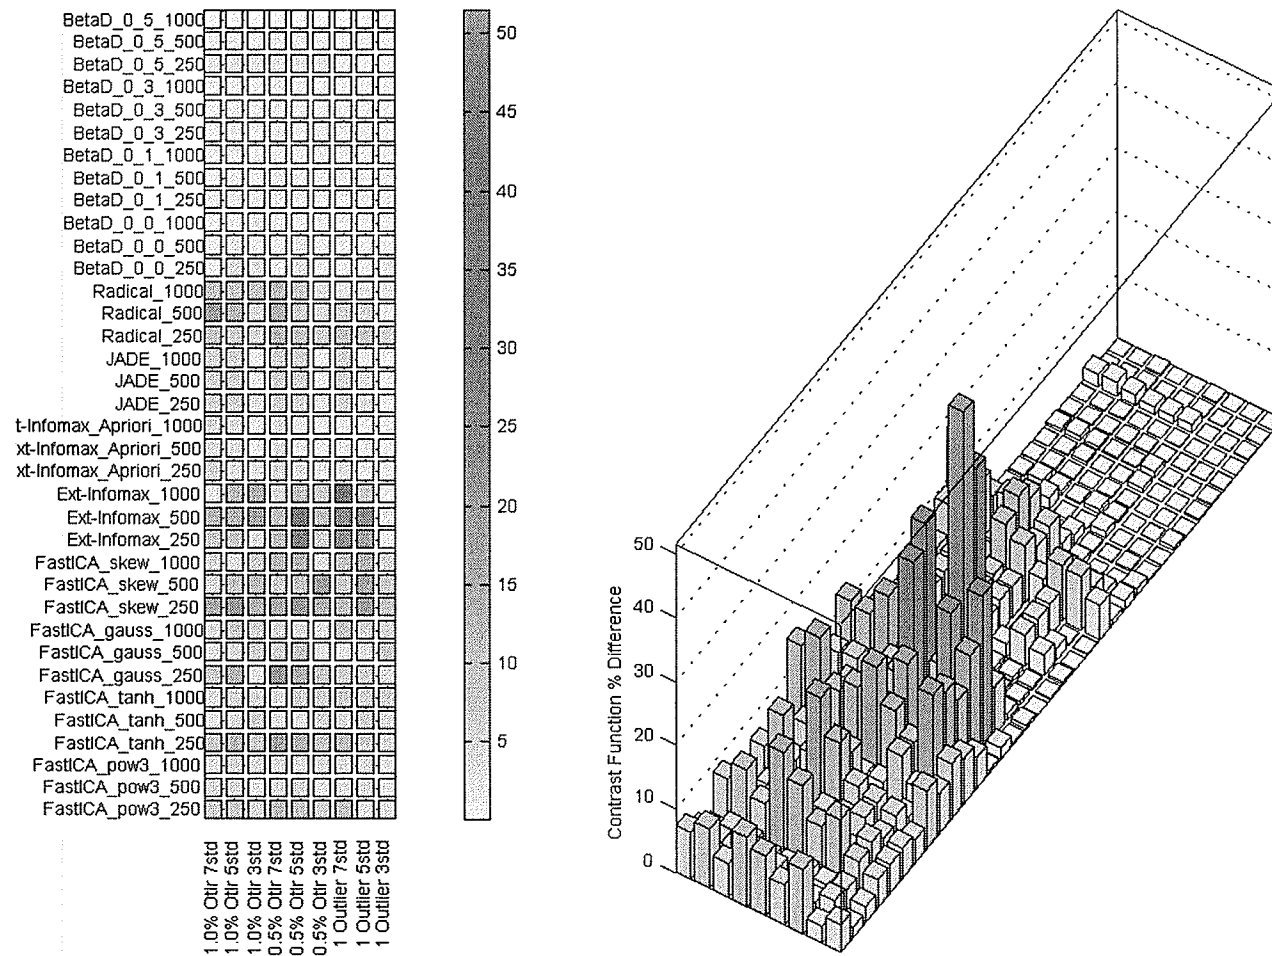 BetaD_0_5_1000
BetaD_0_5_500
BetaD_0_5_250
BetaD_0_3_1000
BetaD_0_3_500
BetaD_0_3_250
BetaD_0_1_1000
BetaD_0_1_500
BetaD_0_1_250
BetaD_0_0_1000
BetaD_0_0_500
BetaD_0_0_250
Radical_1000
Radical_500
Radical_250
JADE_1000
JADE_500
JADE_250
t-Infomax_Apriori_1000
xt-Infomax_Apriori_500
xt-Infomax_Apriori_250
Ext-Infomax_1000
Ext-Infomax_500
Ext-Infomax_250
FastICA_skew_1000
FastICA_skew_500
FastICA_skew_250
FastICA_gauss_1000
FastICA_gauss_500
FastICA_gauss_250
FastICA_tanh_1000
FastICA_tanh_500
FastICA_tanh_250
FastICA_pow3_1000
FastICA_pow3_500
FastICA_pow3_250
1.0% Otlr 7std
1.0% Otlr 5std
1.0% Otlr 3std
0.5% Otlr 7std
0.5% Otlr 5std
0.5% Otlr 3std
1 Outlier 7std
1 Outlier 5std
1 Outlier 3std
50
45
40
35
30
25
20
15
10
5
Contrast Function % Difference
50
40
30
20
10
0